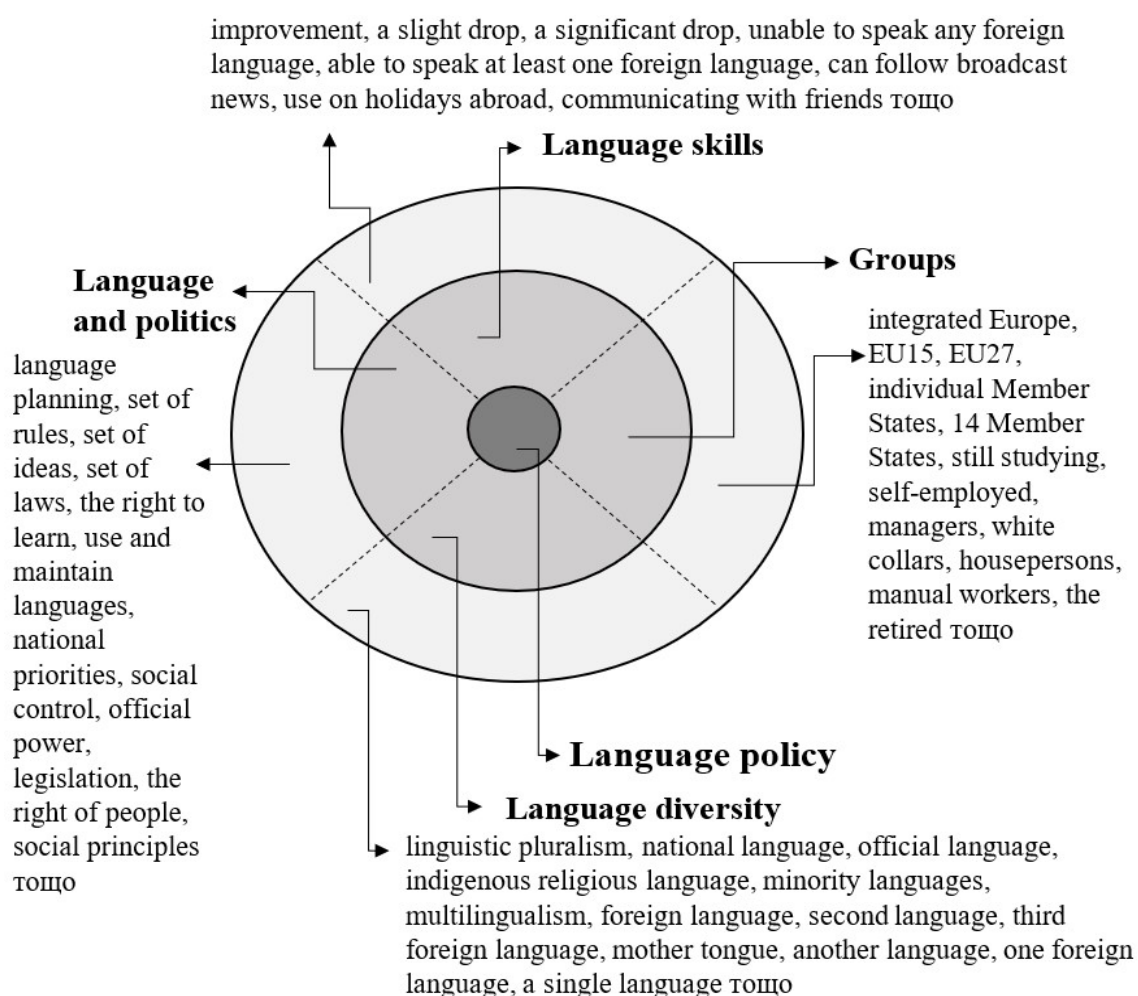 improvement, a slight drop, a significant drop, unable to speak any foreign
language, able to speak at least one foreign language, can follow broadcast
news, use on holidays abroad, communicating with friends тощо
Language skills
Groups
integrated Europe,
EU15, EU27,
individual Member
States, 14 Member
States, still studying,
self-employed,
managers, white
collars, housepersons,
manual workers, the
retired тощо
Language
and politics
language
planning, set of
rules, set of
ideas, set of
laws, the right to
learn, use and
maintain
languages,
national
priorities, social
control, official
power,
legislation, the
right of people,
social principles
тощо
Language policy
Language diversity
linguistic pluralism, national language, official language,
indigenous religious language, minority languages,
multilingualism, foreign language, second language, third
foreign language, mother tongue, another language, one foreign
language, a single language тощо